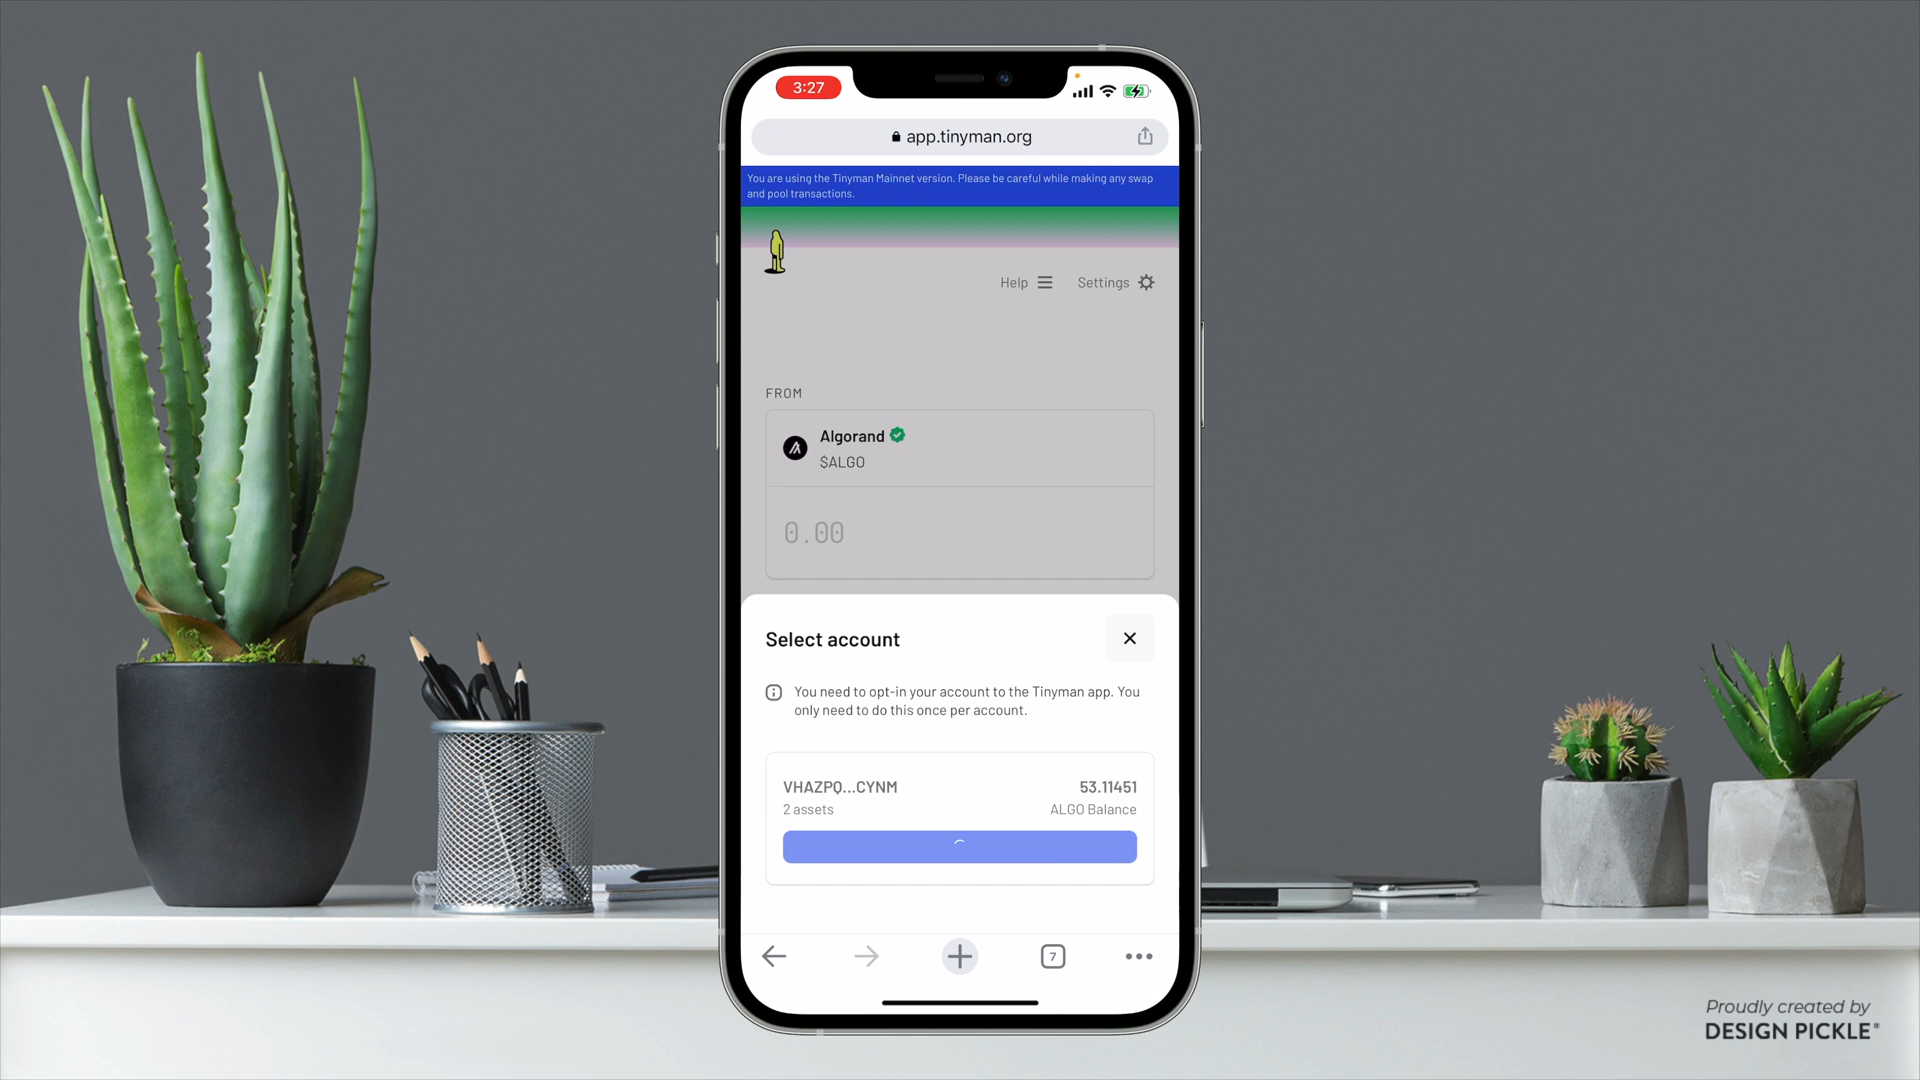 3:27
app.tinyman.org
You are using the Tinyman Mainnet version. Please be careful while making any swap
and pool transactions.
Help
Settings
FROM
Algorand
$ALGO
0.00
Select account
You need to opt-in your account to the Tinyman app. You
only need to do this once per account.
VHAZPQ...CYNM
53.11451
2 assets
ALGO Balance
7
Proudly created by
DESIGN PICKLE®